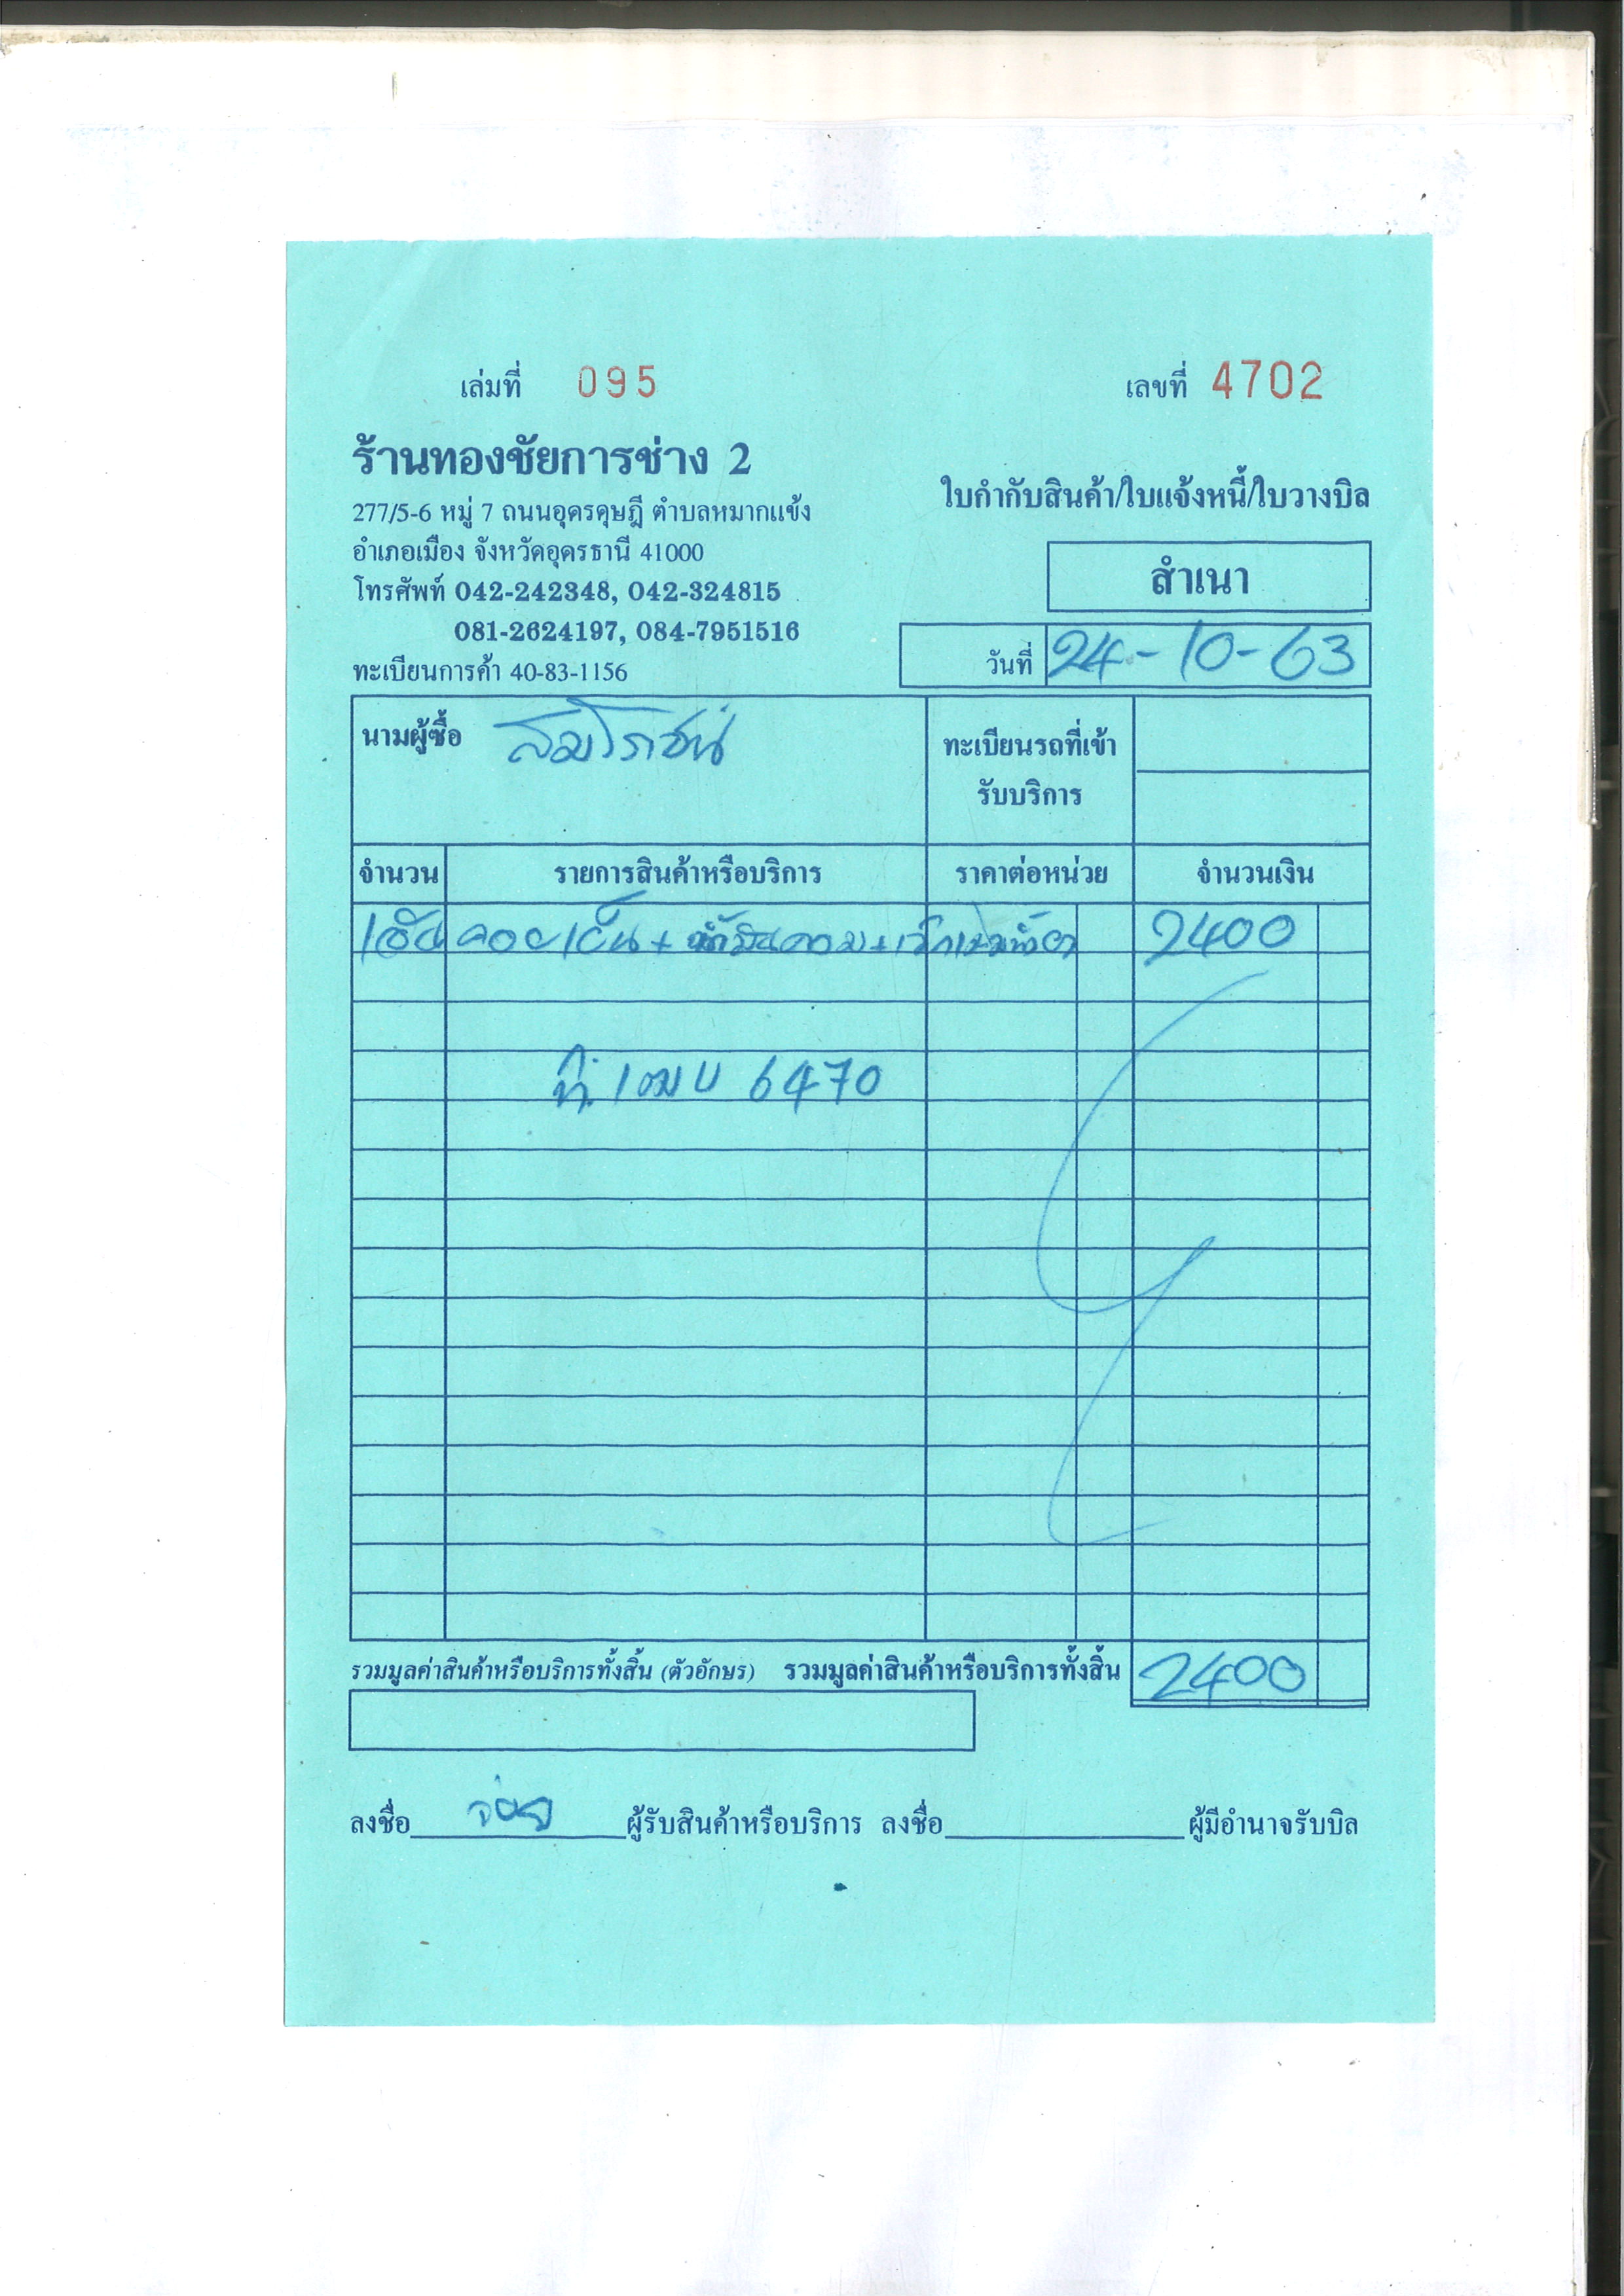 เล่มที่ 095
เลขที่ 4702
ร้านทองชัยการช่าง 2
277/5-6 หมู่ 7 ถนนอุดรดุษฎี ตำบลหมากแข้ง
อำเภอเมือง จังหวัดอุดรธานี 41000
โทรศัพท์ 042-242348, 042-324815
081-2624197, 084-7951516
ทะเบียนการค้า 40-83-1156
ใบกำกับสินค้า/ใบแจ้งหนี้/ใบวางบิล
สำเนา
วันที่ 24-10-63
นามผู้ซื้อ สมโภชน์
ทะเบียนรถที่เข้า
รับบริการ
จำนวน รายการสินค้าหรือบริการ ราคาต่อหน่วย จำนวนเงิน
คอยเย็น + 2400
6470
รวมมูลค่าสินค้าหรือบริการทั้งสิ้น (ตัวอักษร) รวมมูลค่าสินค้าหรือบริการทั้งสิ้น 2400
ลงชื่อ ผู้รับสินค้าหรือบริการ ลงชื่อ ผู้มีอำนาจรับบิล